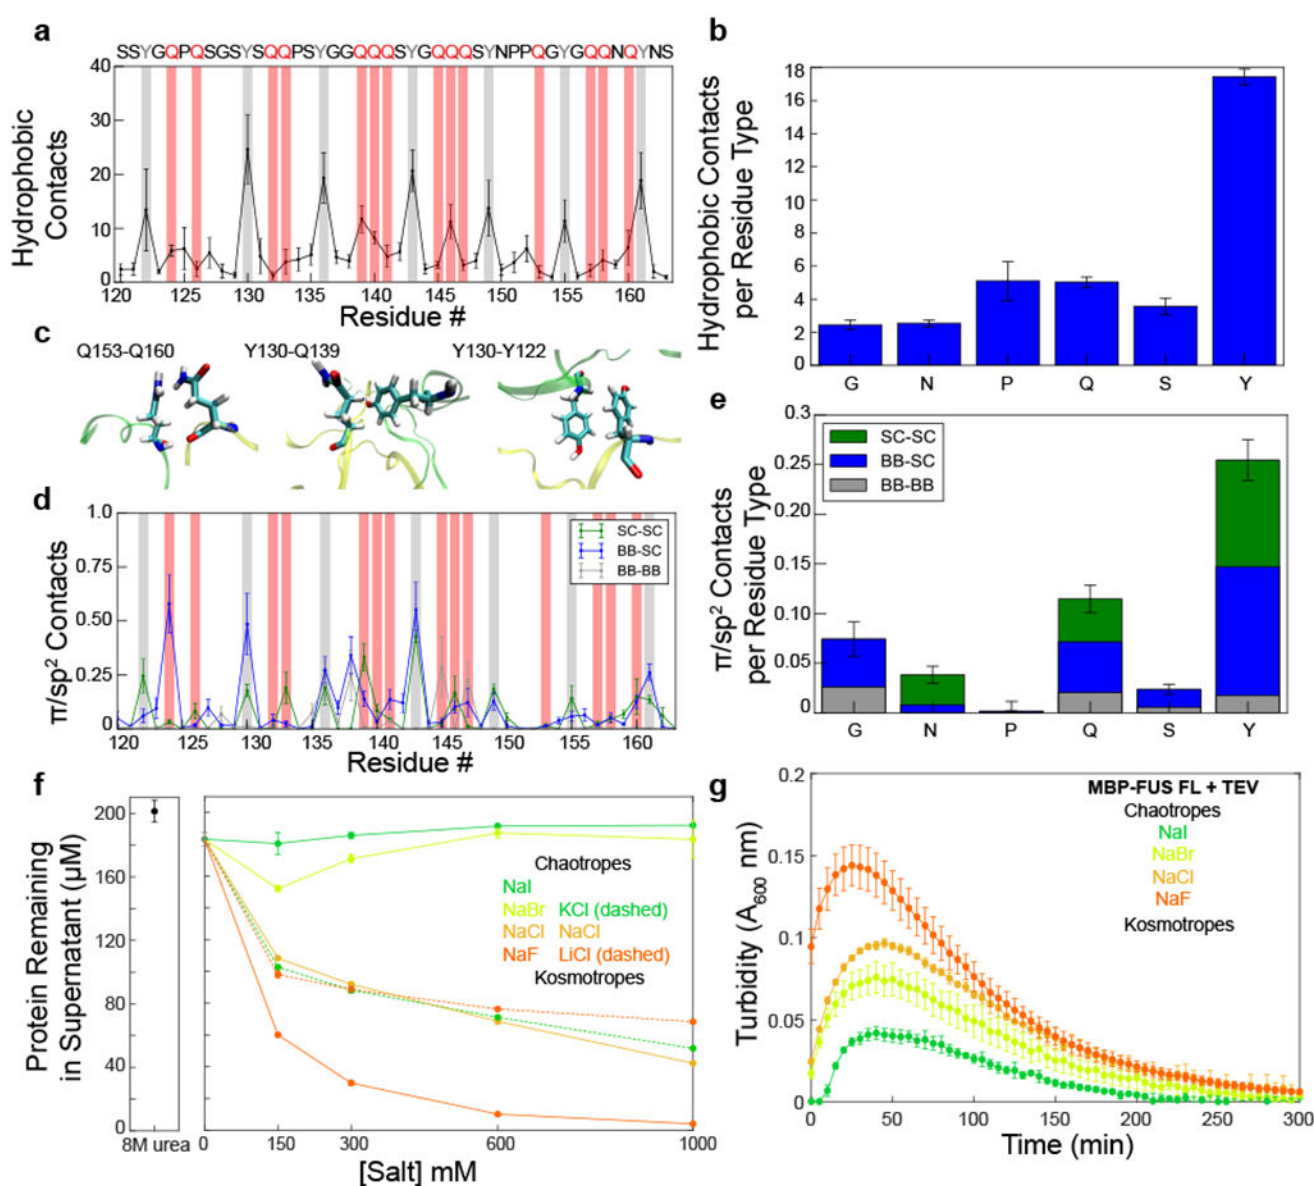 a
SSYGQPQSGSYSQQPSYGGQQQSYGQQQSYNPPQGYGQQNQYNS
Hydrophobic
Contacts
40
30
20
10
0
120 125 130 135 140 145 150 155 160
Residue #
b
Hydrophobic Contacts
per Residue Type
18
16
14
12
10
8
6
4
2
0
G N P Q S Y
c
Q153-Q160 Y130-Q139 Y130-Y122
d
π/sp² Contacts
1.0
0.75
0.50
0.25
0
SC-SC
BB-SC
BB-BB
120 125 130 135 140 145 150 155 160
Residue #
e
π/sp² Contacts
per Residue Type
0.3
0.25
0.20
0.15
0.10
0.05
0
SC-SC
BB-SC
BB-BB
G N P Q S Y
f
Protein Remaining
in Supernatant (μM)
200
160
120
80
40
0
8M urea
Chaotropes
NaI
NaBr KCl (dashed)
NaCl NaCl
NaF LiCl (dashed)
Kosmotropes
0 150 300 600 1000
[Salt] mM
g
Turbidity (A₆₀₀ nm)
0.2
0.15
0.1
0.05
0
MBP-FUS FL + TEV
Chaotropes
NaI
NaBr
NaCl
NaF
Kosmotropes
0 50 100 150 200 250 300
Time (min)